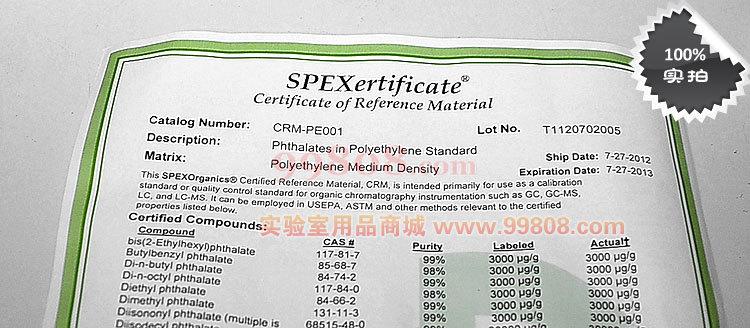 100%
实拍
SPEXertificate®
Certificate of Reference Material
Catalog Number: CRM-PE001 Lot No. T1120702005
Description: Phthalates in Polyethylene Standard
Matrix: Polyethylene Medium Density
Ship Date: 7-27-2012
Expiration Date: 7-27-2013
99808.com
This SPEXOrganics® Certified Reference Material, CRM, is intended primarily for use as a calibration
standard or quality control standard for organic chromatography instrumentation such as GC, GC-MS,
LC, and LC-MS. It can be employed in USEPA, ASTM and other methods relevant to the certified
properties listed below.
实验室用品商城 www.99808.com
Certified Compounds:
Compound CAS # Purity Labeled Actual†
bis(2-Ethylhexyl)phthalate 117-81-7 99% 3000 µg/g 3000 µg/g
Butylbenzyl phthalate 85-68-7 98% 3000 µg/g 3000 µg/g
Di-n-butyl phthalate 84-74-2 99% 3000 µg/g 3000 µg/g
Di-n-octyl phthalate 117-84-0 99% 3000 µg/g 3000 µg/g
Diethyl phthalate 84-66-2 98% 3000 µg/g 3000 µg/g
Dimethyl phthalate 131-11-3 99% 3000 µg/g 3000 µg/g
Diisononyl phthalate (multiple is 68515-48-0 99%
Diisodecyl phthalate